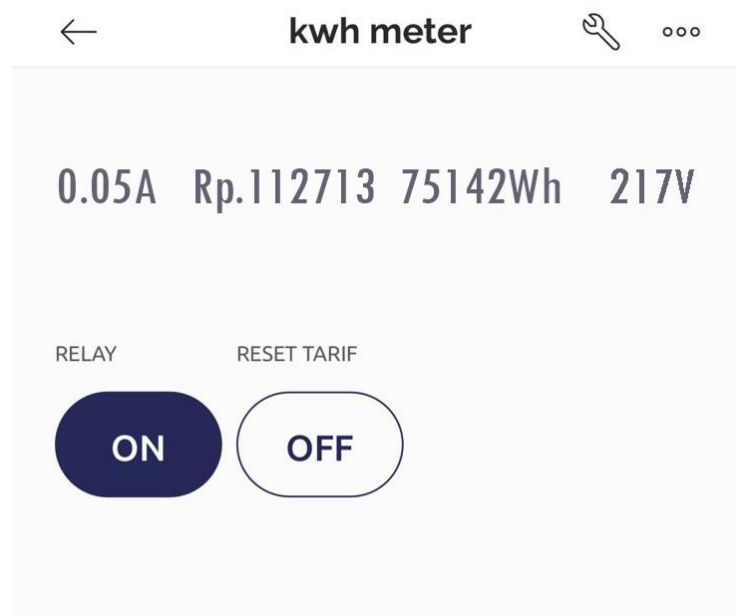 kwh meter
0.05A Rp.112713 75142Wh 217V
RELAY RESET TARIF
ON OFF